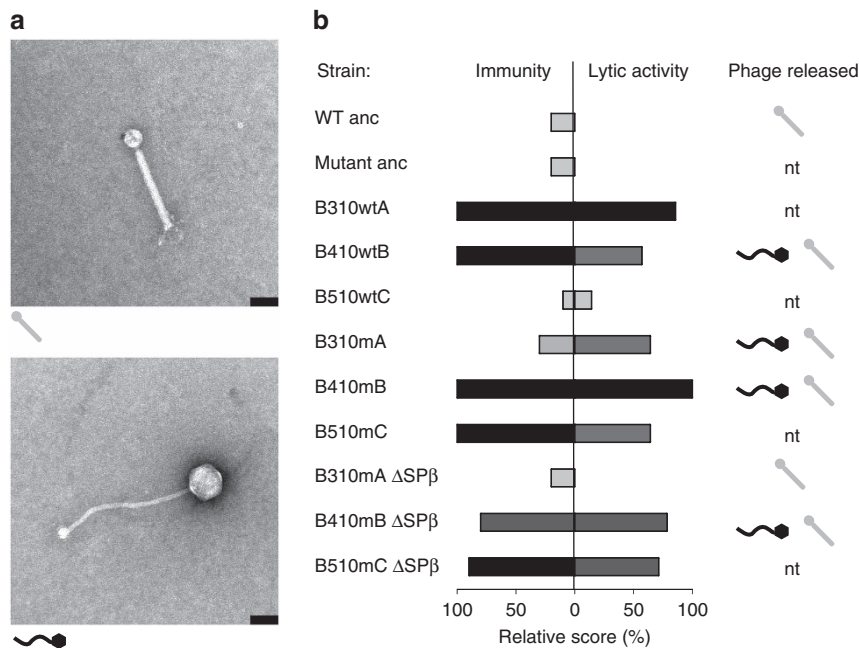 a
b
Strain:
Immunity
Lytic activity
Phage released
WT anc
Mutant anc
nt
B310wtA
nt
B410wtB
B510wtC
nt
B310mA
B410mB
B510mC
nt
B310mA ΔSPβ
B410mB ΔSPβ
B510mC ΔSPβ
nt
100 50 0 50 100
Relative score (%)